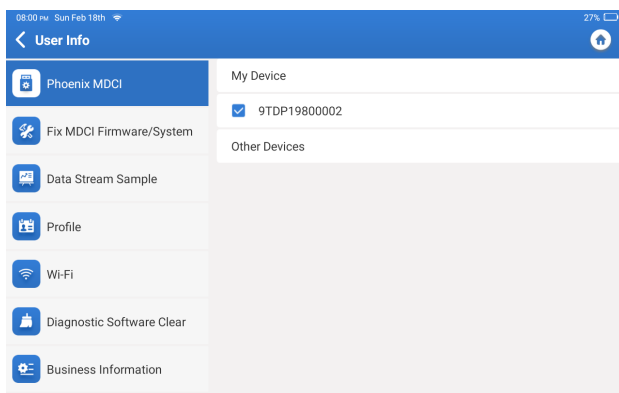 08:00 PM Sun Feb 18th
27%
User Info
Phoenix MDCI
Fix MDCI Firmware/System
Data Stream Sample
Profile
Wi-Fi
Diagnostic Software Clear
Business Information
My Device
9TDP19800002
Other Devices